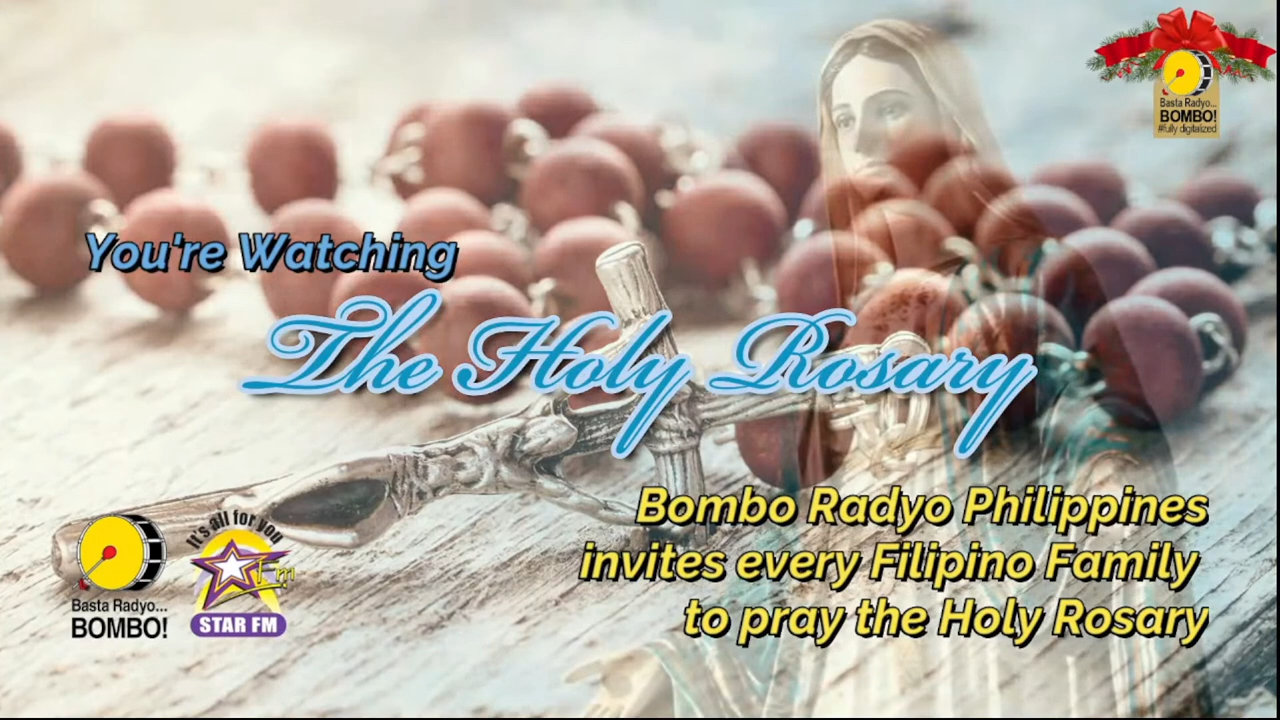 Basta Radyo...
BOMBO!
#fully digitalized
You're Watching
The Holy Rosary
Bombo Radyo Philippines
invites every Filipino Family
to pray the Holy Rosary
Basta Radyo...
BOMBO!
It's all for you
Fm
STAR FM